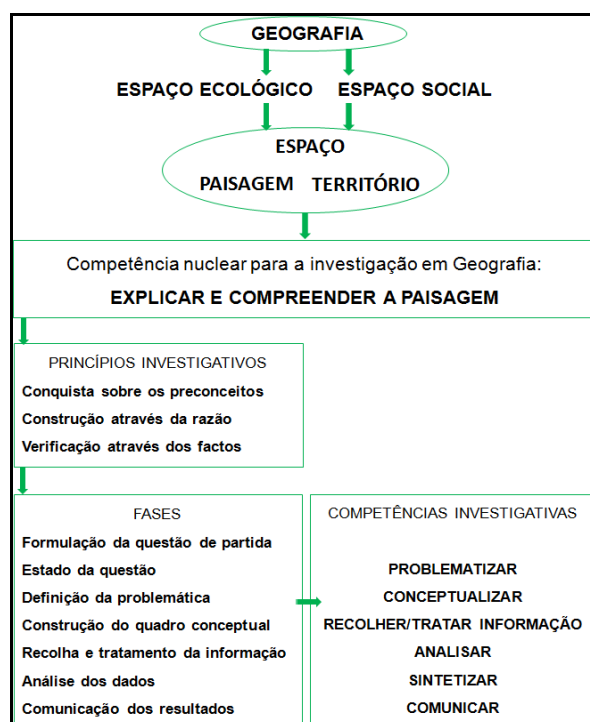 GEOGRAFIA
ESPAÇO ECOLÓGICO ESPAÇO SOCIAL
ESPAÇO
PAISAGEM TERRITÓRIO
Competência nuclear para a investigação em Geografia:
EXPLICAR E COMPREENDER A PAISAGEM
PRINCÍPIOS INVESTIGATIVOS
Conquista sobre os preconceitos
Construção através da razão
Verificação através dos factos
FASES
Formulação da questão de partida
Estado da questão
Definição da problemática
Construção do quadro conceptual
Recolha e tratamento da informação
Análise dos dados
Comunicação dos resultados
COMPETÊNCIAS INVESTIGATIVAS
PROBLEMATIZAR
CONCEPTUALIZAR
RECOLHER/TRATAR INFORMAÇÃO
ANALISAR
SINTETIZAR
COMUNICAR